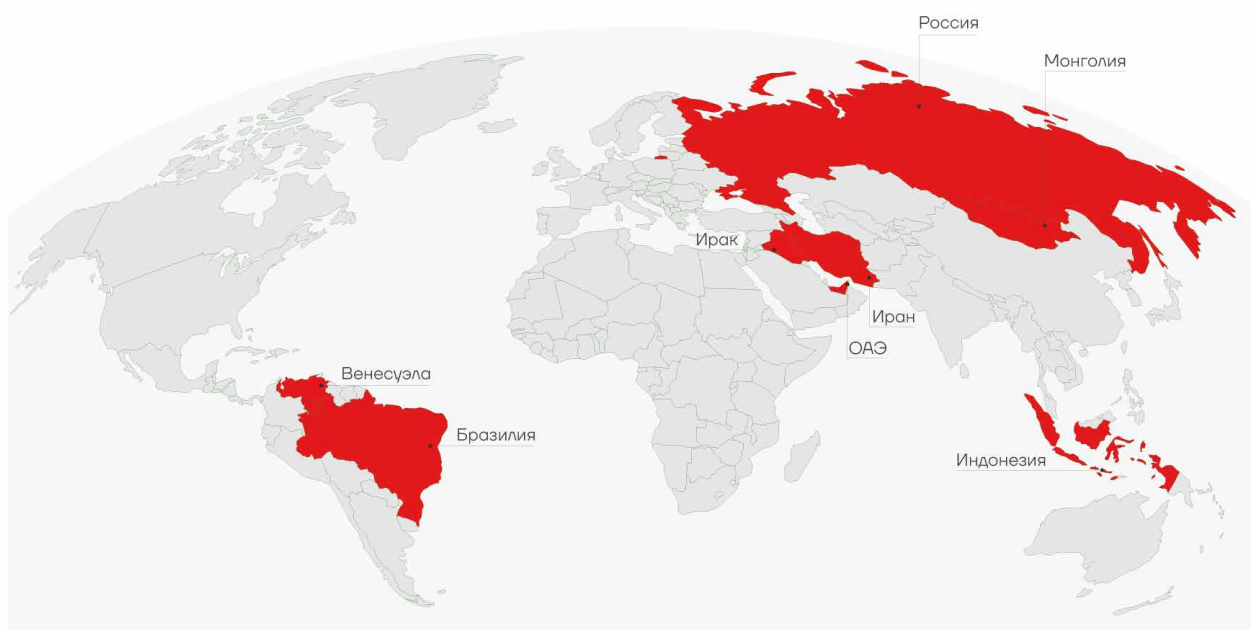 Россия
Монголия
Ирак
Иран
ОАЭ
Венесуэла
Бразилия
Индонезия